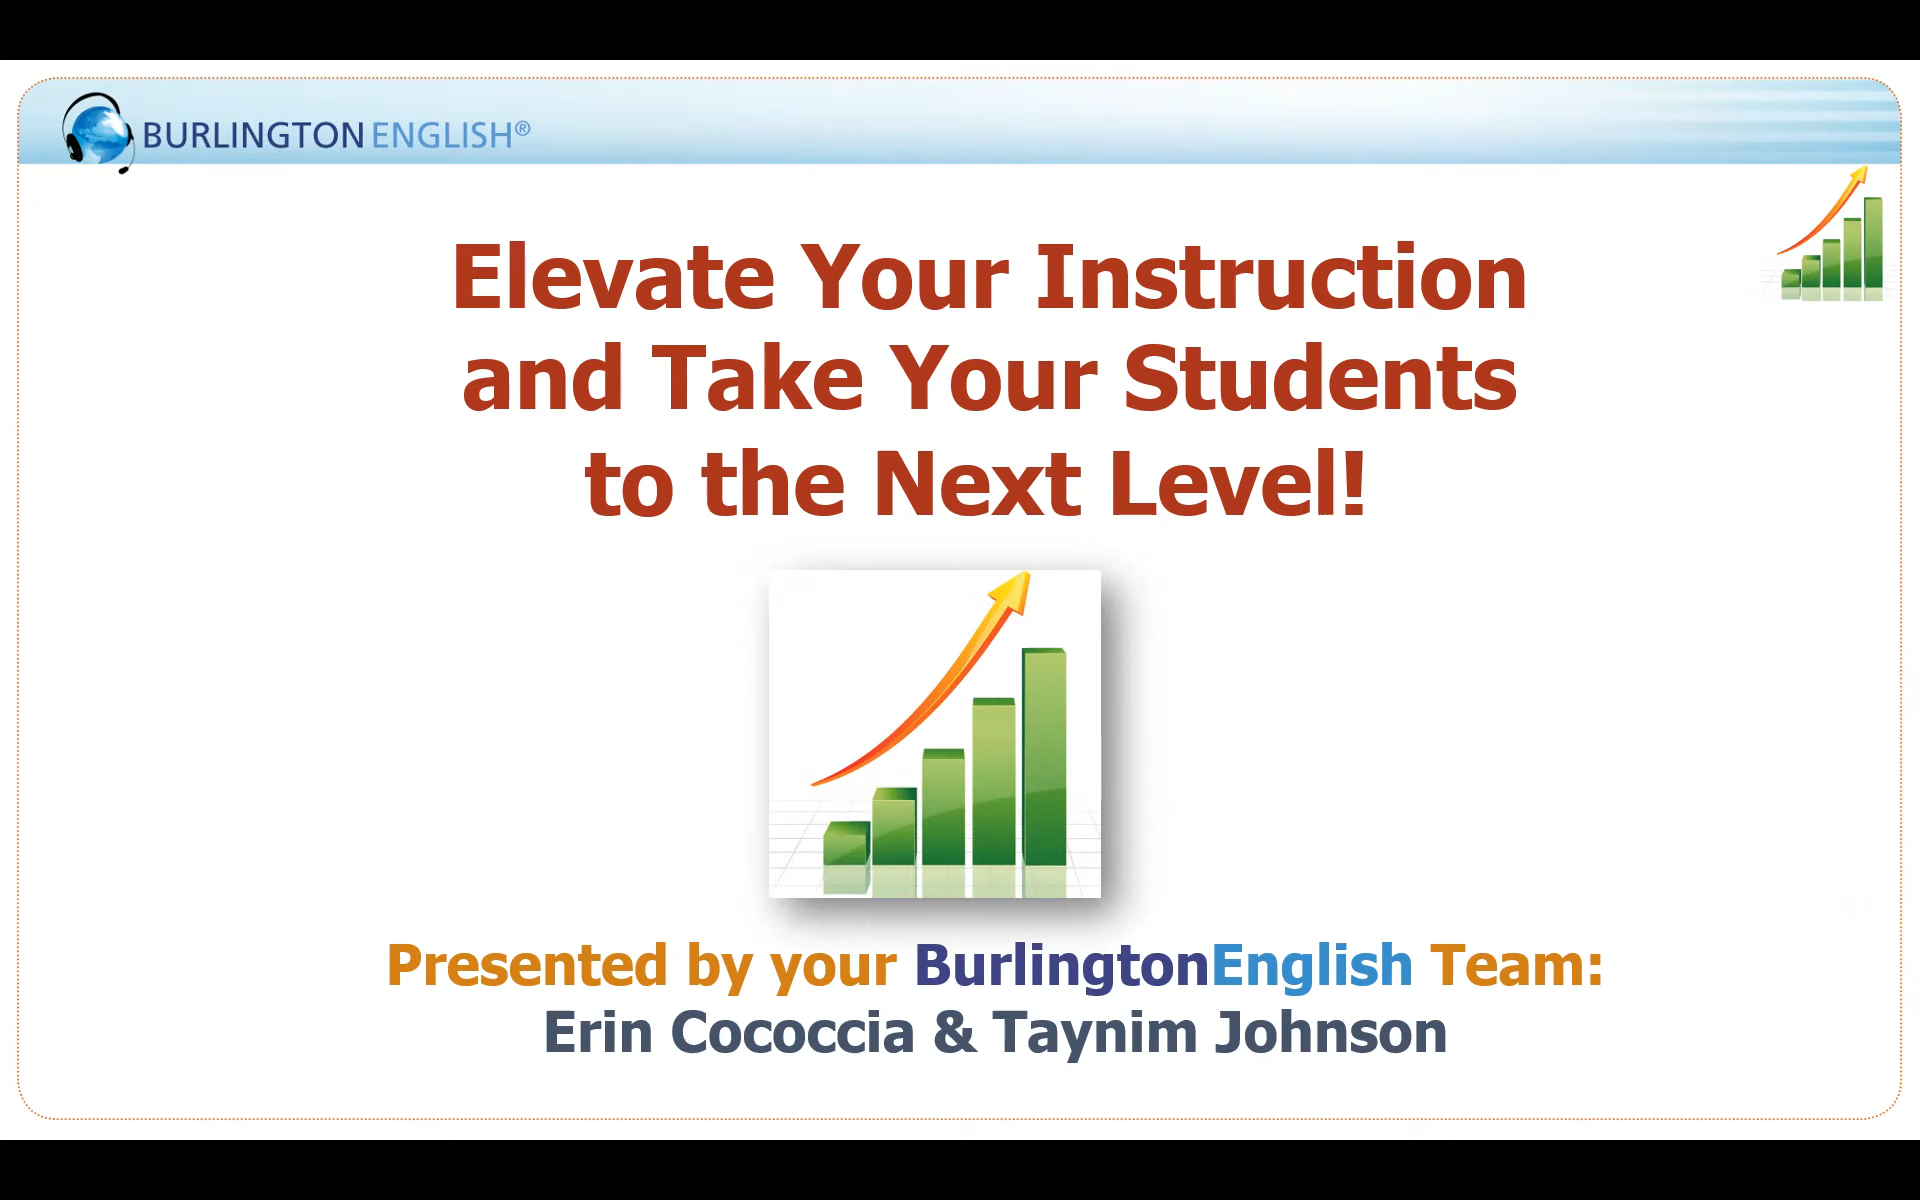 BURLINGTON ENGLISH®
Elevate Your Instruction
and Take Your Students
to the Next Level!
Presented by your BurlingtonEnglish Team:
Erin Cococcia & Taynim Johnson